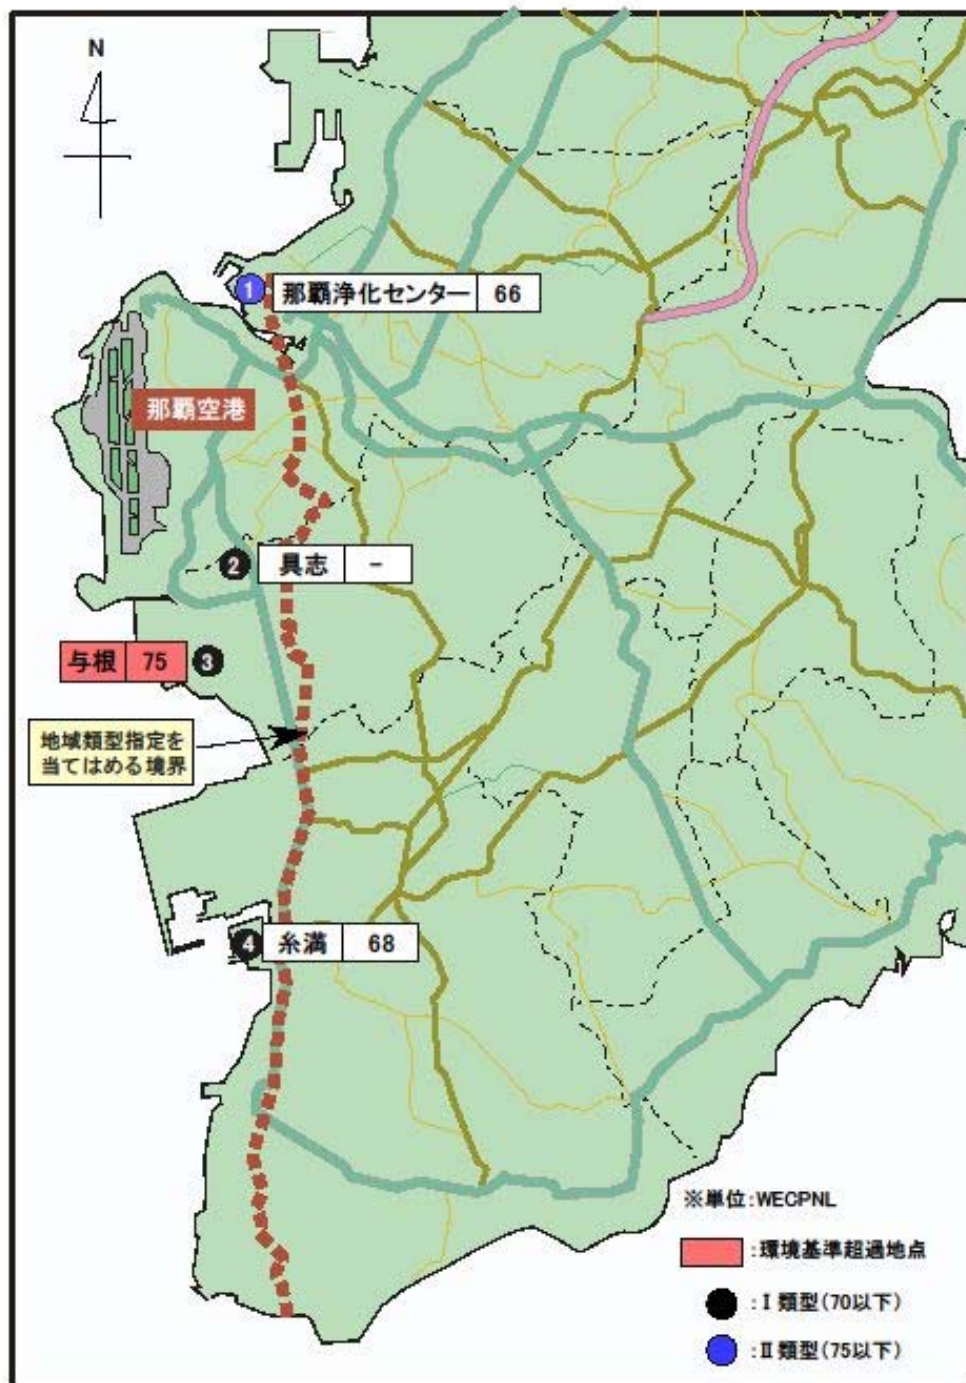 N
1 那覇浄化センター 66
那覇空港
2 具志 -
与根 75 3
地域類型指定を
当てはめる境界
4 糸満 68
※単位:WECPNL
:環境基準超過地点
:Ⅰ類型(70以下)
:Ⅱ類型(75以下)